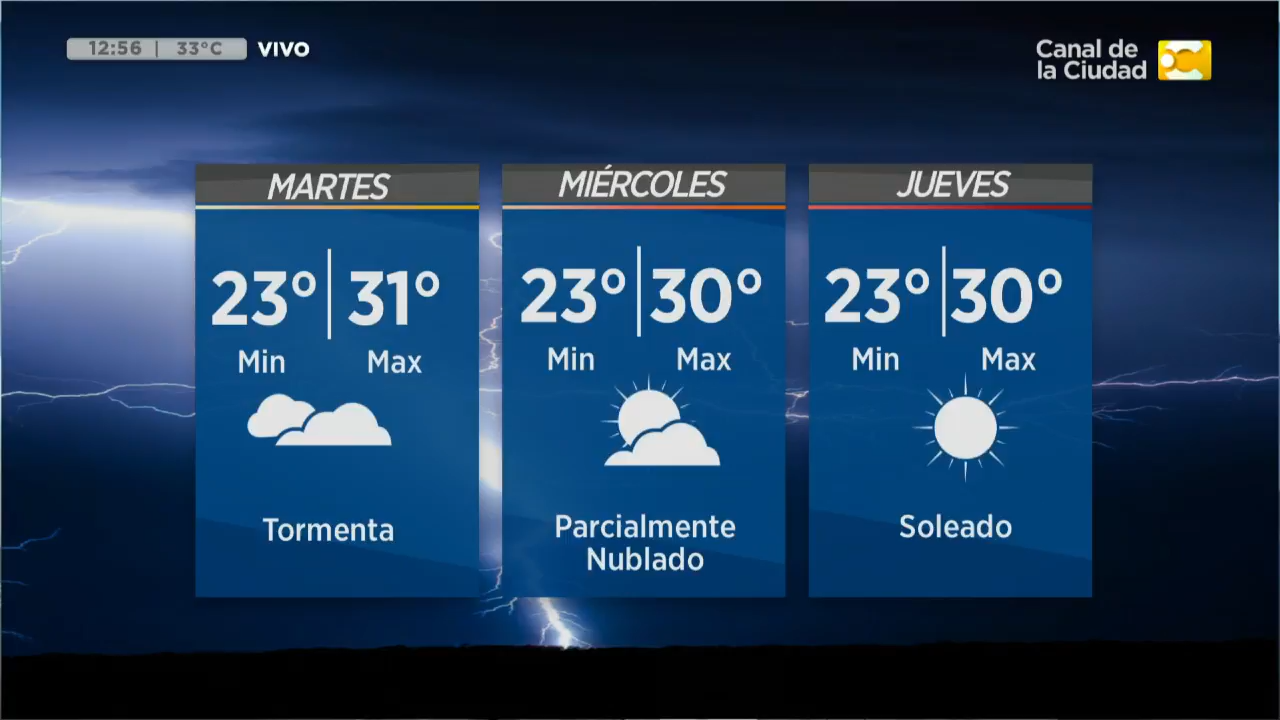 12:56 | 33°C VIVO
Canal de
la Ciudad
MARTES
23° | 31°
Min Max
Tormenta
MIÉRCOLES
23° | 30°
Min Max
Parcialmente
Nublado
JUEVES
23° | 30°
Min Max
Soleado